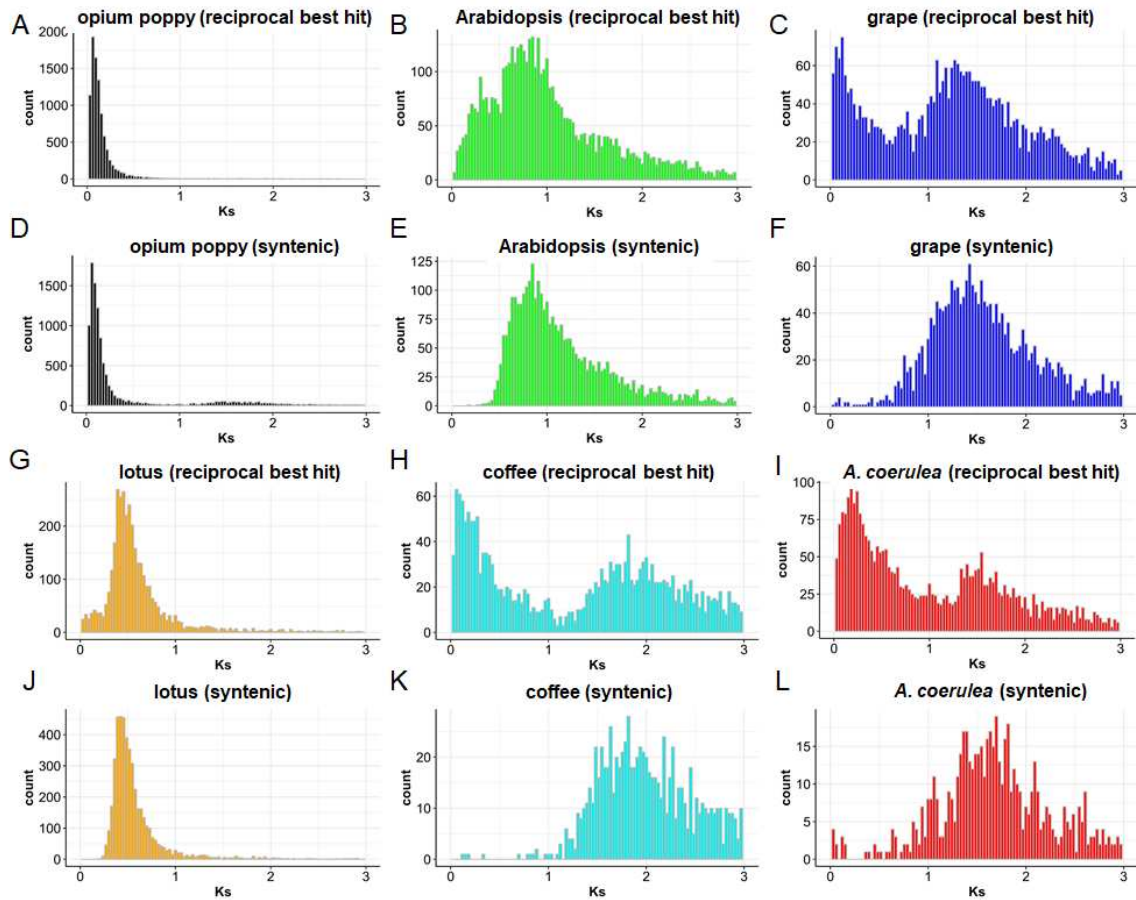 A opium poppy (reciprocal best hit)
2000
1500
1000
500
0
count
0 1 2 3
Ks
B Arabidopsis (reciprocal best hit)
100
50
0
count
0 1 2 3
Ks
C grape (reciprocal best hit)
60
40
20
0
count
0 1 2 3
Ks
D opium poppy (syntenic)
1500
1000
500
0
count
0 1 2 3
Ks
E Arabidopsis (syntenic)
125
100
75
50
25
0
count
0 1 2 3
Ks
F grape (syntenic)
60
40
20
0
count
0 1 2 3
Ks
G lotus (reciprocal best hit)
200
100
0
count
0 1 2 3
Ks
H coffee (reciprocal best hit)
60
40
20
0
count
0 1 2 3
Ks
I A. coerulea (reciprocal best hit)
100
75
50
25
0
count
0 1 2 3
Ks
J lotus (syntenic)
400
300
200
100
0
count
0 1 2 3
Ks
K coffee (syntenic)
20
10
0
count
0 1 2 3
Ks
L A. coerulea (syntenic)
15
10
5
0
count
0 1 2 3
Ks